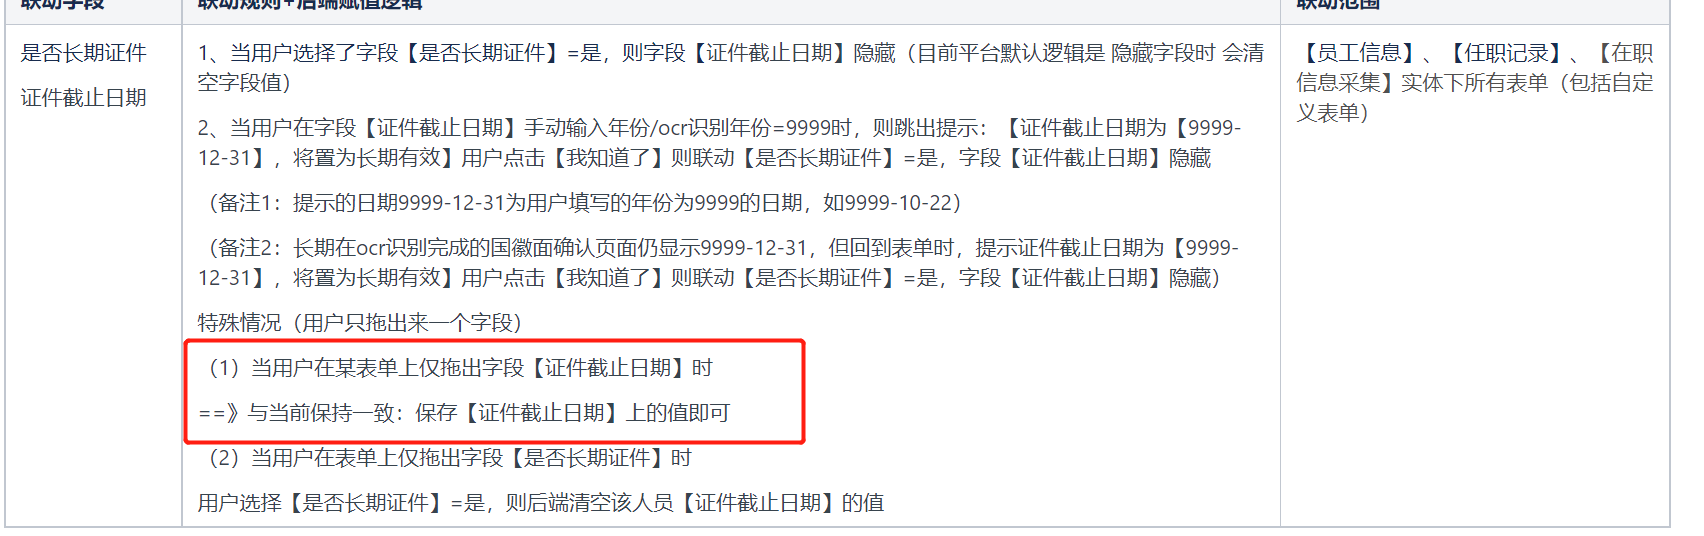 联动字段
联动规则+后端赋值逻辑
联动范围
是否长期证件
证件截止日期
1、当用户选择了字段【是否长期证件】=是，则字段【证件截止日期】隐藏（目前平台默认逻辑是 隐藏字段时 会清
空字段值）
2、当用户在字段【证件截止日期】手动输入年份/ocr识别年份=9999时，则跳出提示：【证件截止日期为【9999-
12-31】，将置为长期有效】用户点击【我知道了】则联动【是否长期证件】=是，字段【证件截止日期】隐藏
（备注1：提示的日期9999-12-31为用户填写的年份为9999的日期，如9999-10-22）
（备注2：长期在ocr识别完成的国徽面确认页面仍显示9999-12-31，但回到表单时，提示证件截止日期为【9999-
12-31】，将置为长期有效】用户点击【我知道了】则联动【是否长期证件】=是，字段【证件截止日期】隐藏）
特殊情况（用户只拖出来一个字段）
（1）当用户在某表单上仅拖出字段【证件截止日期】时
==》与当前保持一致：保存【证件截止日期】上的值即可
（2）当用户在表单上仅拖出字段【是否长期证件】时
用户选择【是否长期证件】=是，则后端清空该人员【证件截止日期】的值
【员工信息】、【任职记录】、【在职
信息采集】实体下所有表单（包括自定
义表单）